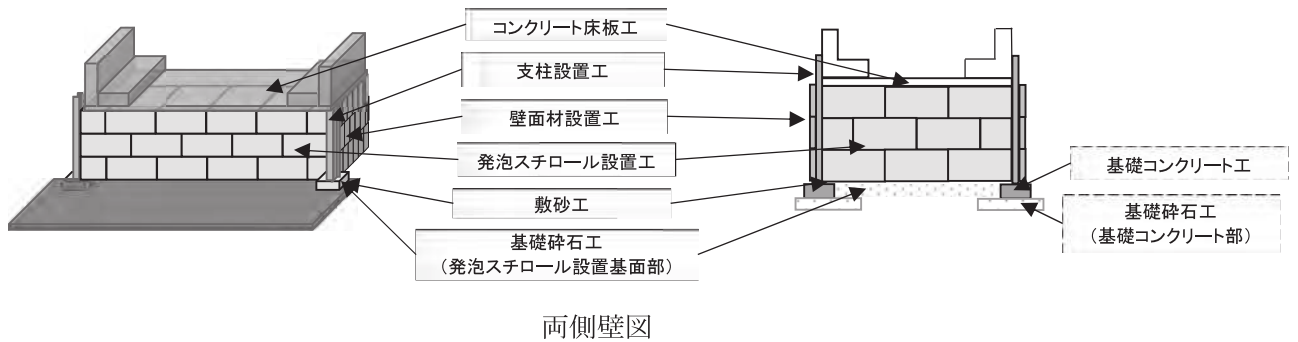 コンクリート床板工
支柱設置工
壁面材設置工
発泡スチロール設置工
敷砂工
基礎砕石工
（発泡スチロール設置基面部）
基礎コンクリート工
基礎砕石工
（基礎コンクリート部）
両側壁図